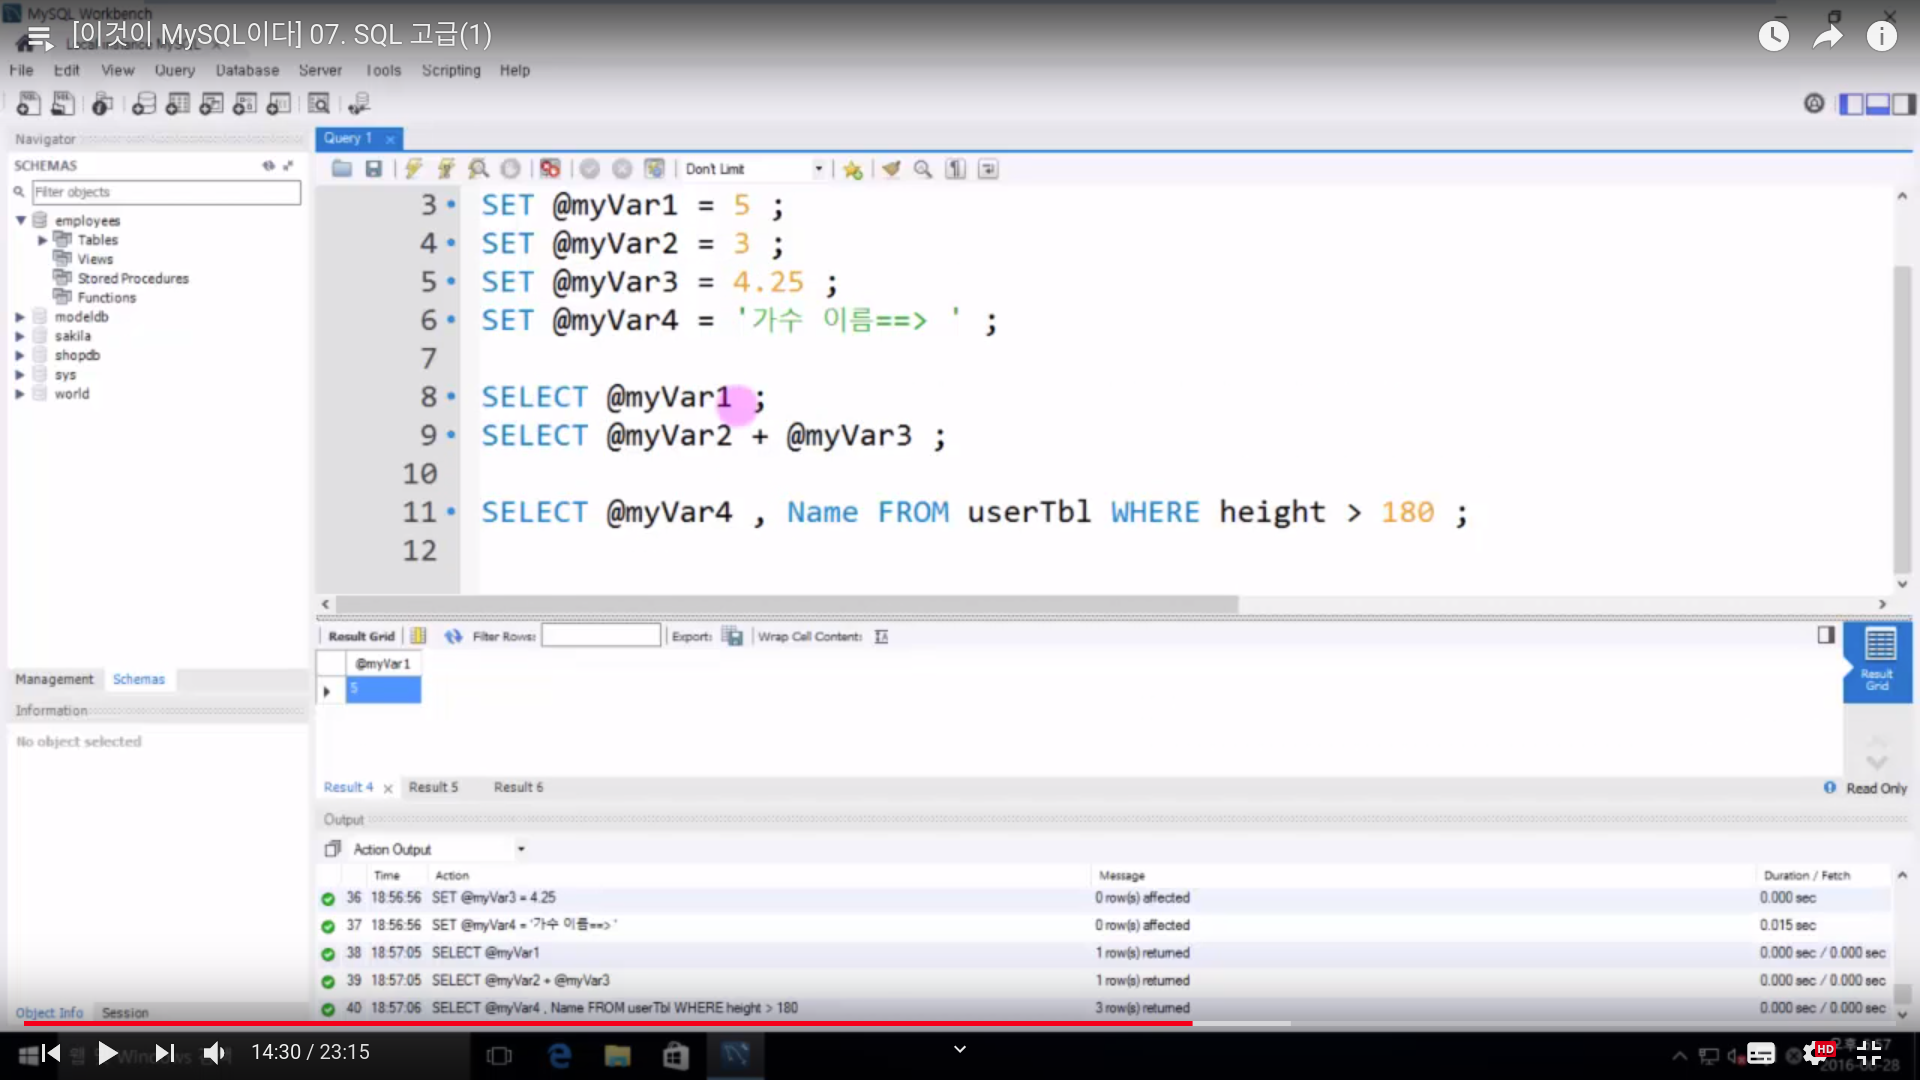 MySQL Workbench
[이것이 MySQL이다] 07. SQL 고급(1)
File Edit View Query Database Server Tools Scripting Help
Navigator
Query 1
SCHEMAS
Don't Limit
Filter objects
employees
Tables
Views
Stored Procedures
Functions
modeldb
sakila
shopdb
sys
world
3 SET @myVar1 = 5 ;
4 SET @myVar2 = 3 ;
5 SET @myVar3 = 4.25 ;
6 SET @myVar4 = '가수 이름==> ' ;
7
8 SELECT @myVar1 ;
9 SELECT @myVar2 + @myVar3 ;
10
11 SELECT @myVar4 , Name FROM userTbl WHERE height > 180 ;
12
Result Grid Filter Rows: Export: Wrap Cell Content:
@myVar1
5
Result Grid
Management Schemas
Information
No object selected
Result 4 Result 5 Result 6
Read Only
Output
Action Output
Time Action Message Duration / Fetch
36 18:56:56 SET @myVar3 = 4.25 0 row(s) affected 0.000 sec
37 18:56:56 SET @myVar4 = '가수 이름==> ' 0 row(s) affected 0.015 sec
38 18:57:05 SELECT @myVar1 1 row(s) returned 0.000 sec / 0.000 sec
39 18:57:05 SELECT @myVar2 + @myVar3 1 row(s) returned 0.000 sec / 0.000 sec
40 18:57:06 SELECT @myVar4 , Name FROM userTbl WHERE height > 180 3 row(s) returned 0.000 sec / 0.000 sec
Object Info Session
14:30 / 23:15
HD